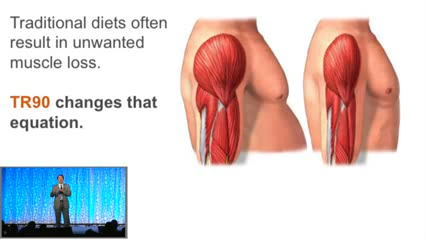 Traditional diets often
result in unwanted
muscle loss.
TR90 changes that
equation.